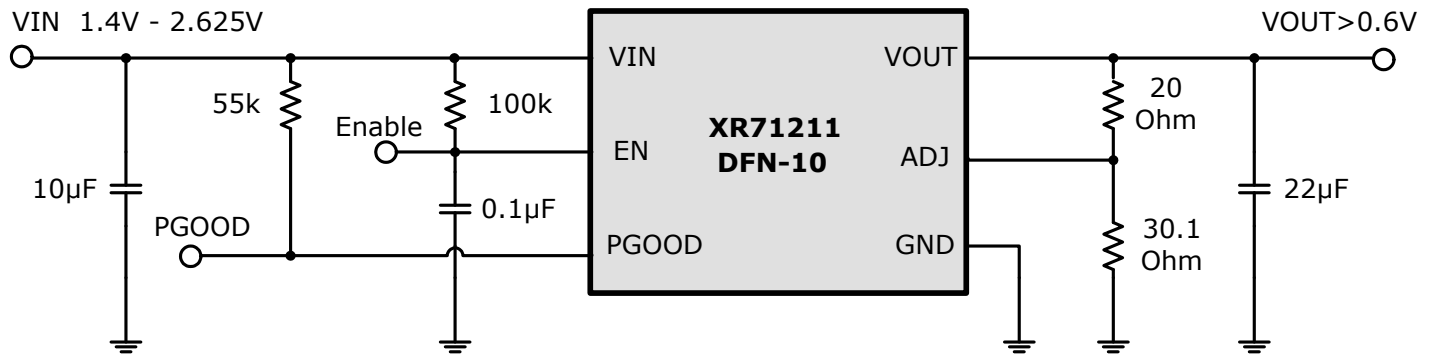 VIN 1.4V - 2.625V
VOUT>0.6V
VIN
VOUT
55k
100k
20
Ohm
Enable
XR71211
DFN-10
EN
ADJ
10µF
0.1µF
22µF
PGOOD
PGOOD
GND
30.1
Ohm